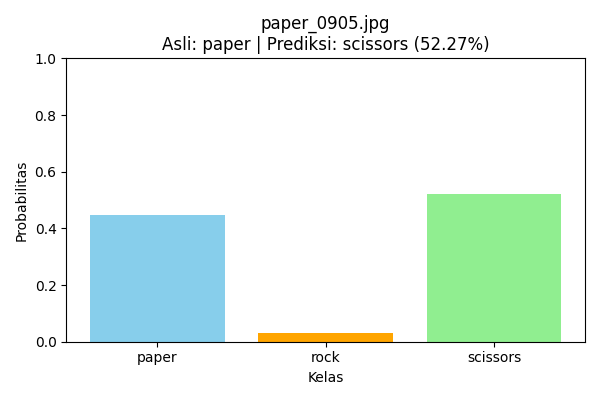 paper_0905.jpg
Asli: paper | Prediksi: scissors (52.27%)
1.0
0.8
0.6
0.4
0.2
0.0
Probabilitas
paper rock scissors
Kelas